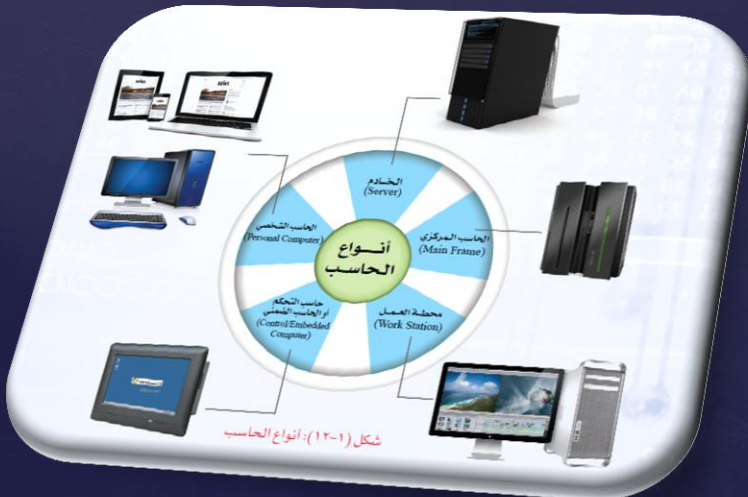 الخادم
(Server)
الحاسب المركزي
(Main Frame)
محطة العمل
(Work Station)
حاسب التحكم
أو الحاسب الضمني
(Control/Embedded
Computer)
الحاسب الشخصي
(Personal Computer)
أنواع
الحاسب
شكل (١-١٢): أنواع الحاسب